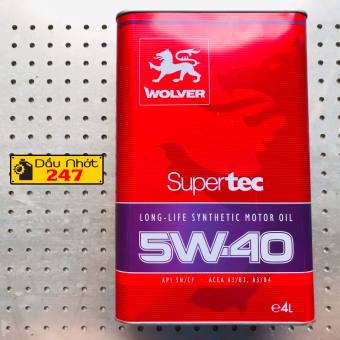 WOLVER
Dầu Nhớt
247
Supertec
LONG-LIFE SYNTHETIC MOTOR OIL
5W-40
API SN/CF · ACEA A3/B3, A3/B4
e4L